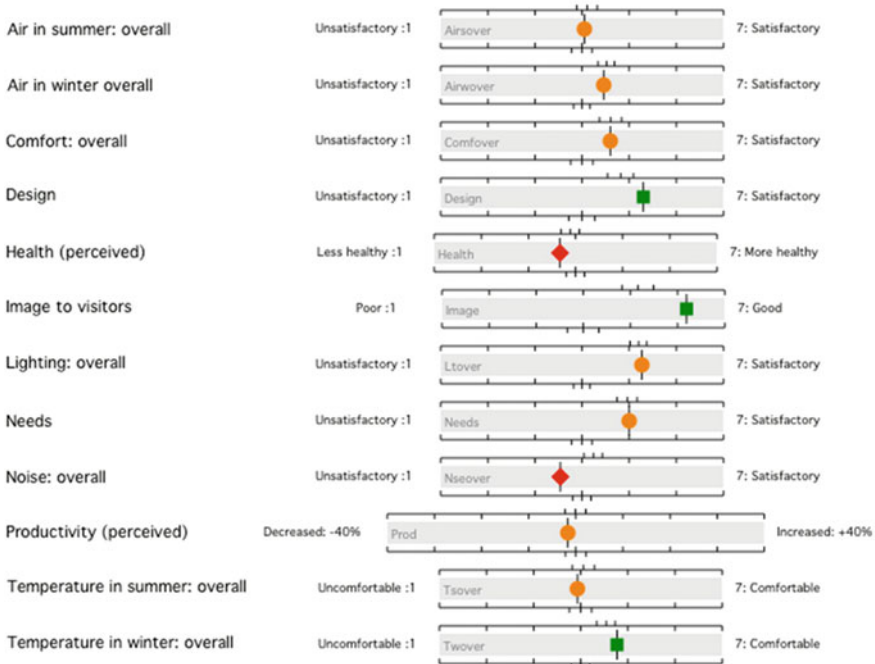 Air in summer: overall Unsatisfactory :1 Airsover 7: Satisfactory
Air in winter overall Unsatisfactory :1 Airwover 7: Satisfactory
Comfort: overall Unsatisfactory :1 Comfover 7: Satisfactory
Design Unsatisfactory :1 Design 7: Satisfactory
Health (perceived) Less healthy :1 Health 7: More healthy
Image to visitors Poor :1 Image 7: Good
Lighting: overall Unsatisfactory :1 Ltover 7: Satisfactory
Needs Unsatisfactory :1 Needs 7: Satisfactory
Noise: overall Unsatisfactory :1 Nseover 7: Satisfactory
Productivity (perceived) Decreased: -40% Prod Increased: +40%
Temperature in summer: overall Uncomfortable :1 Tsover 7: Comfortable
Temperature in winter: overall Uncomfortable :1 Twover 7: Comfortable